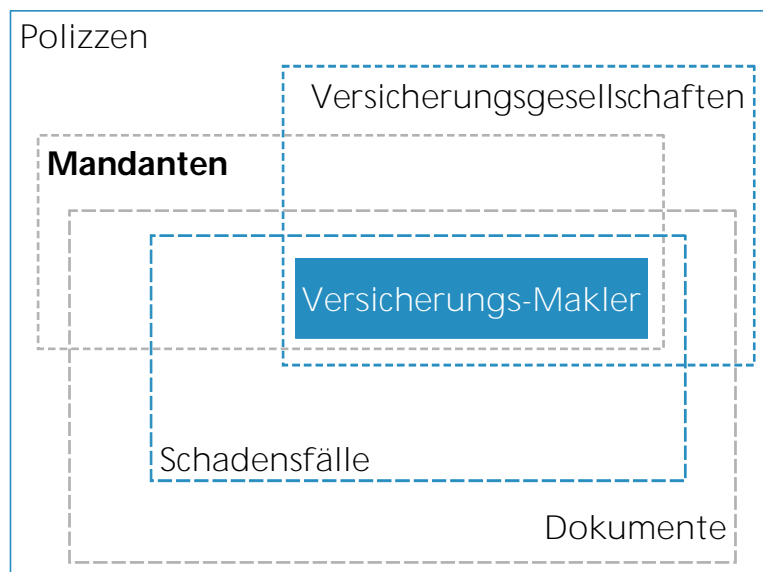 Polizzen
Versicherungsgesellschaften
Mandanten
Versicherungs-Makler
Schadensfälle
Dokumente